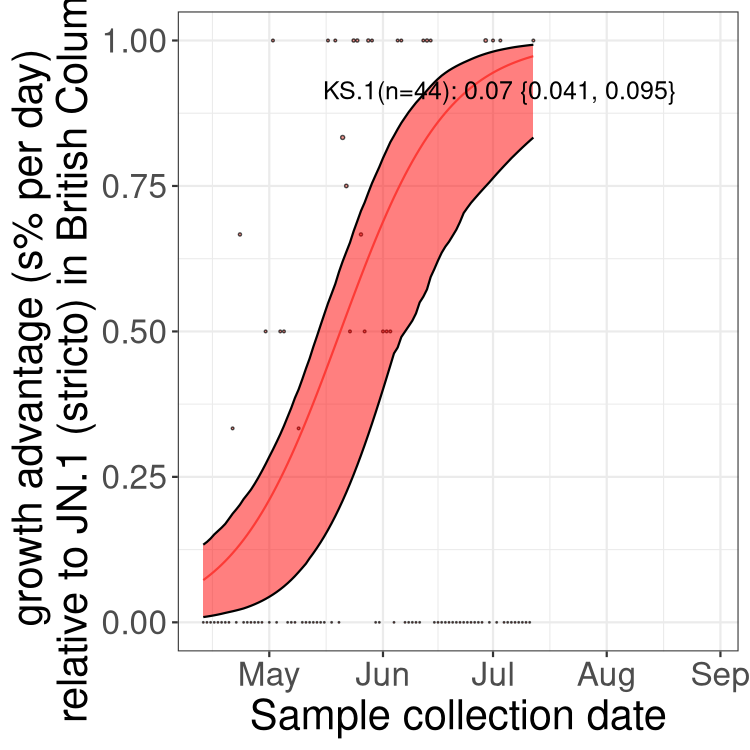 growth advantage (s% per day)
relative to JN.1 (stricto) in British Colum
1.00
0.75
0.50
0.25
0.00
KS.1(n=44): 0.07 {0.041, 0.095}
May Jun Jul Aug Sep
Sample collection date